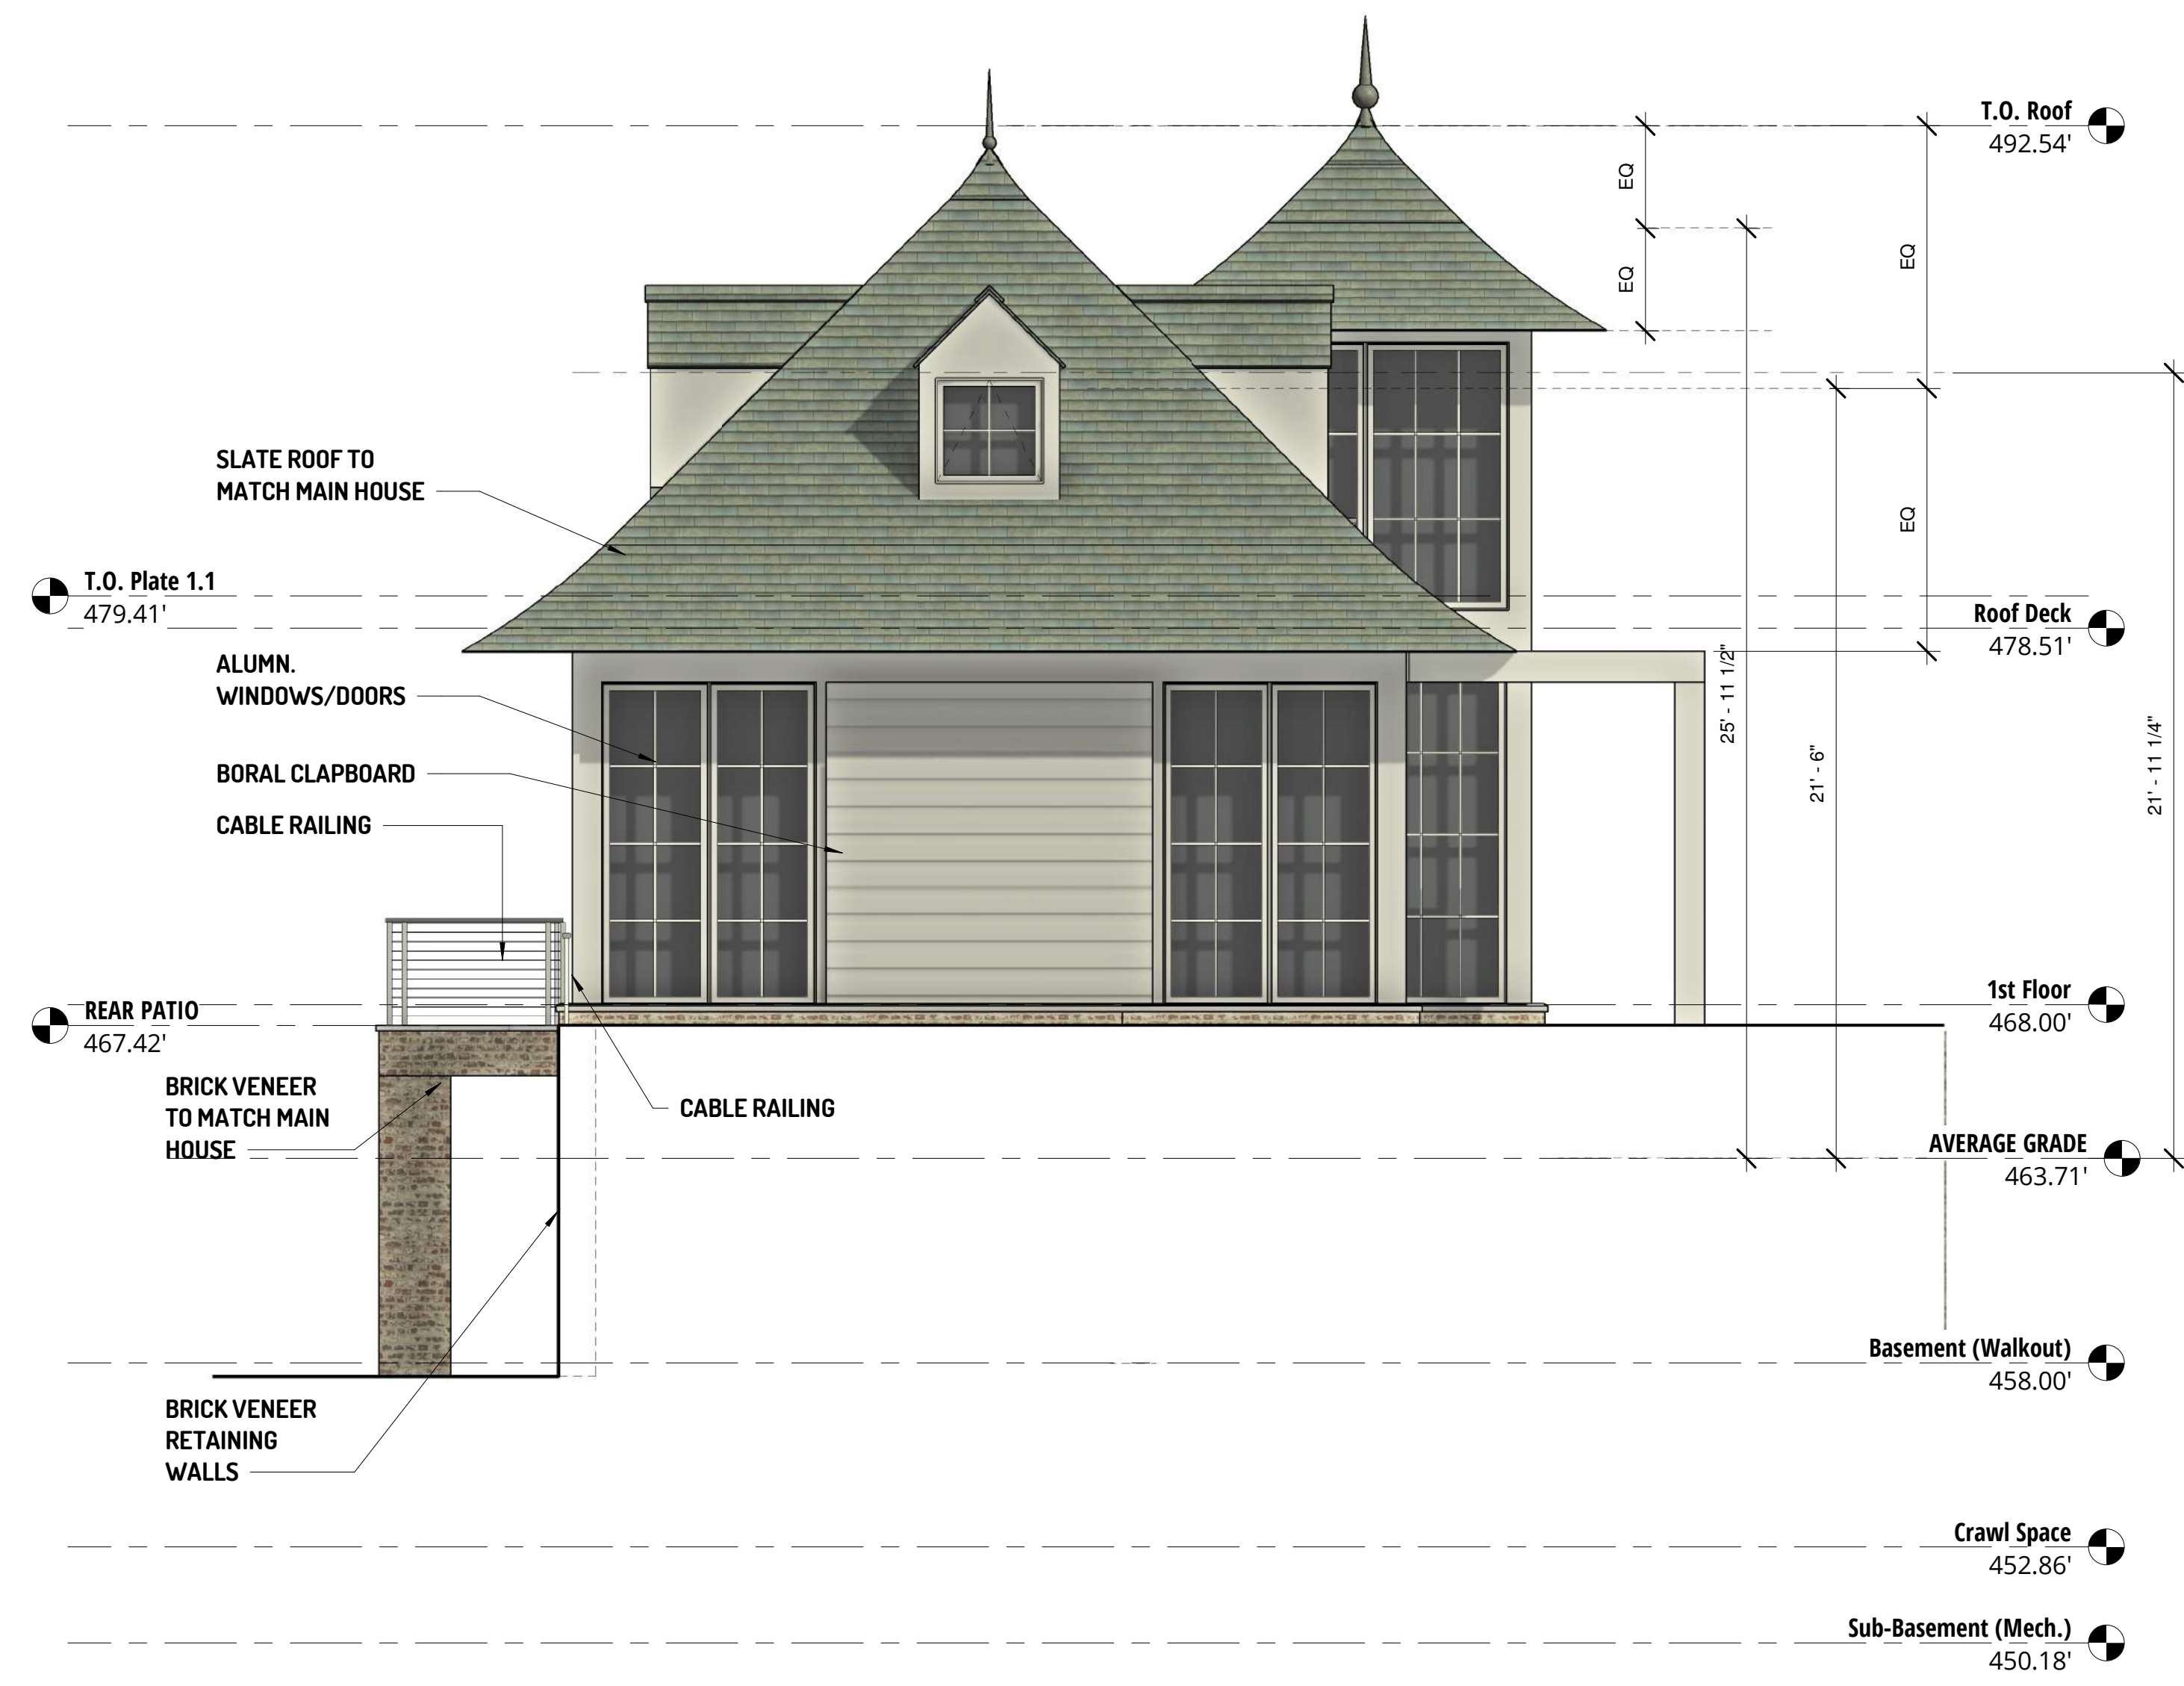 T.O. Roof
492.54'
EQ
EQ
EQ
EQ
SLATE ROOF TO
MATCH MAIN HOUSE
T.O. Plate 1.1
479.41'
Roof Deck
478.51'
ALUMN.
WINDOWS/DOORS
25' - 11 1/2"
21' - 6"
21' - 11 1/4"
BORAL CLAPBOARD
CABLE RAILING
REAR PATIO
467.42'
1st Floor
468.00'
BRICK VENEER
TO MATCH MAIN
HOUSE
CABLE RAILING
AVERAGE GRADE
463.71'
Basement (Walkout)
458.00'
BRICK VENEER
RETAINING
WALLS
Crawl Space
452.86'
Sub-Basement (Mech.)
450.18'